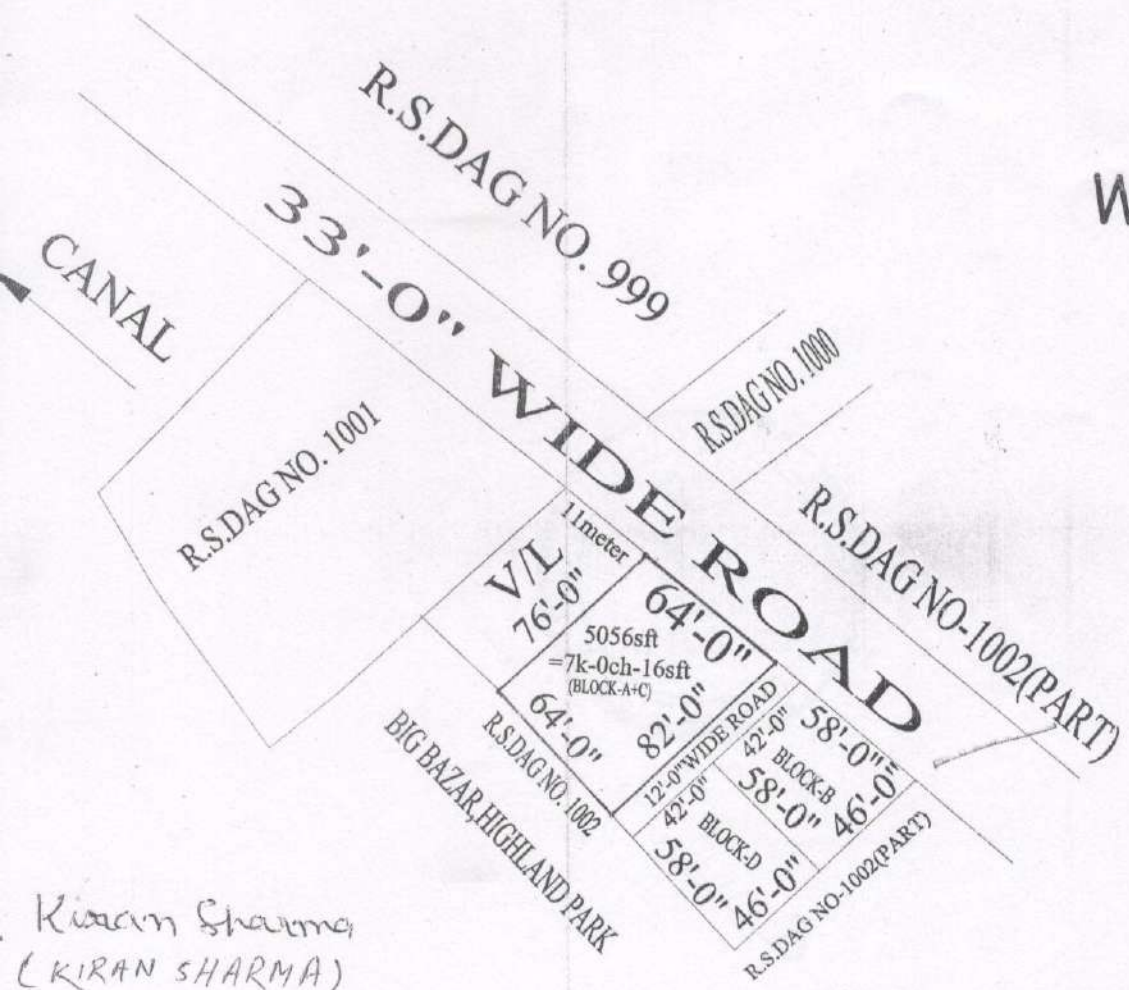 R.S.DAG NO. 999
W
33'-0" WIDE ROAD
CANAL
R.S.DAG NO. 1000
R.S.DAG NO. 1001
R.S.DAG NO-1002(PART)
11meter
V/L
76'-0"
64'-0"
5056sft
=7k-0ch-16sft
(BLOCK-A+C)
82'-0"
64'-0"
12'-0"WIDE ROAD
58'-0"
42'-0"
BLOCK-B
46'-0"
58'-0"
42'-0"
BLOCK-D
58'-0"
46'-0"
R.S.DAG NO. 1002
BIG BAZAR,HIGHLAND PARK
R.S.DAG NO-1002(PART)
Kiran Sharma
(KIRAN SHARMA)